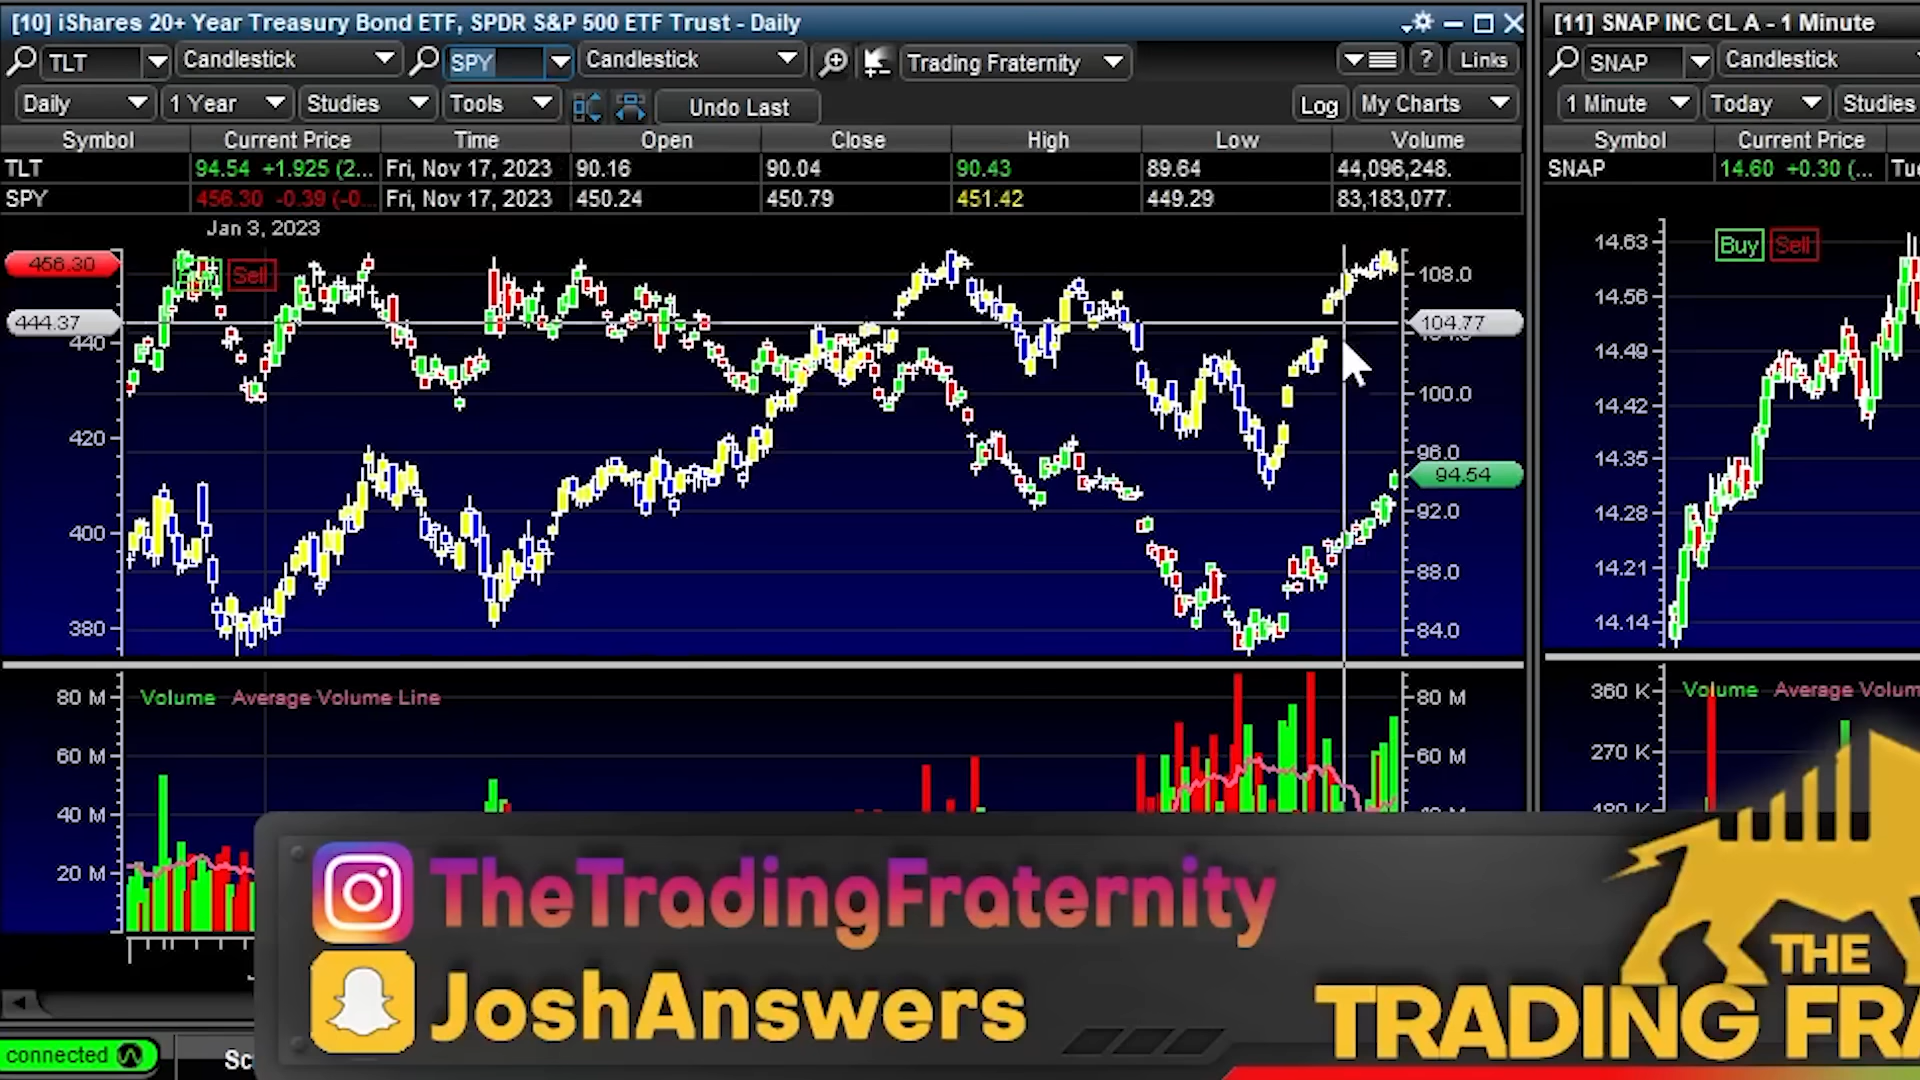 [10] iShares 20+ Year Treasury Bond ETF, SPDR S&P 500 ETF Trust - Daily
TLT Candlestick SPY Candlestick Trading Fraternity ? Links
Daily 1 Year Studies Tools Undo Last Log My Charts
Symbol Current Price Time Open Close High Low Volume
TLT 94.54 +1.925 (2... Fri, Nov 17, 2023 90.16 90.04 90.43 89.64 44,096,248.
SPY 456.30 -0.39 (-0... Fri, Nov 17, 2023 450.24 450.79 451.42 449.29 83,183,077.
Jan 3, 2023
456.30
Sell
108.0
444.37
104.77
440
100.0
420
96.0
94.54
400
92.0
88.0
380
84.0
80 M
Volume Average Volume Line
80 M
60 M
60 M
40 M
20 M
[11] SNAP INC CL A - 1 Minute
SNAP Candlestick
1 Minute Today Studies
Symbol Current Price
SNAP 14.60 +0.30 (... Tue
14.63
Buy Sell
14.56
14.49
14.42
14.35
14.28
14.21
14.14
360 K
Volume Average Volum
270 K
180 K
TheTradingFraternity
JoshAnswers
THE
TRADING FRA
connected
Sc